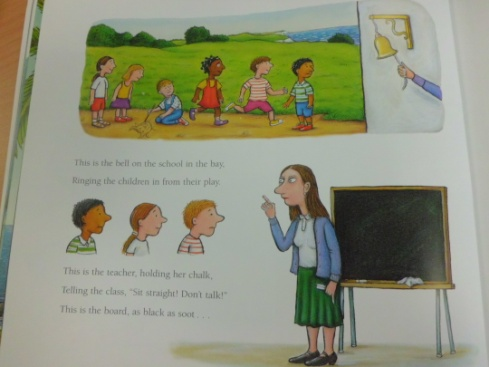 This is the bell on the school in the bay,
Ringing the children in from their play.
This is the teacher, holding her chalk,
Telling the class, "Sit straight! Don't talk!"
This is the board, as black as soot . . .